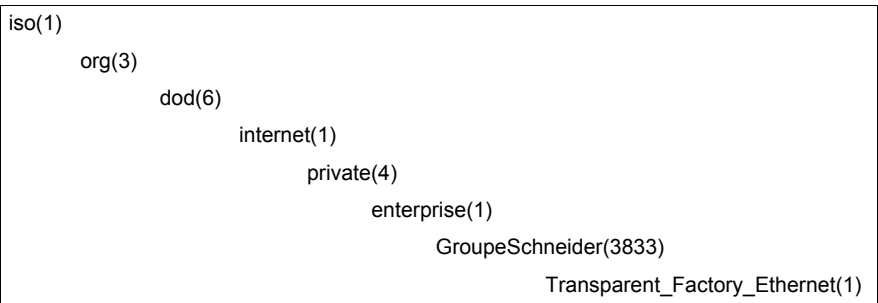 iso(1)
org(3)
dod(6)
internet(1)
private(4)
enterprise(1)
GroupeSchneider(3833)
Transparent_Factory_Ethernet(1)